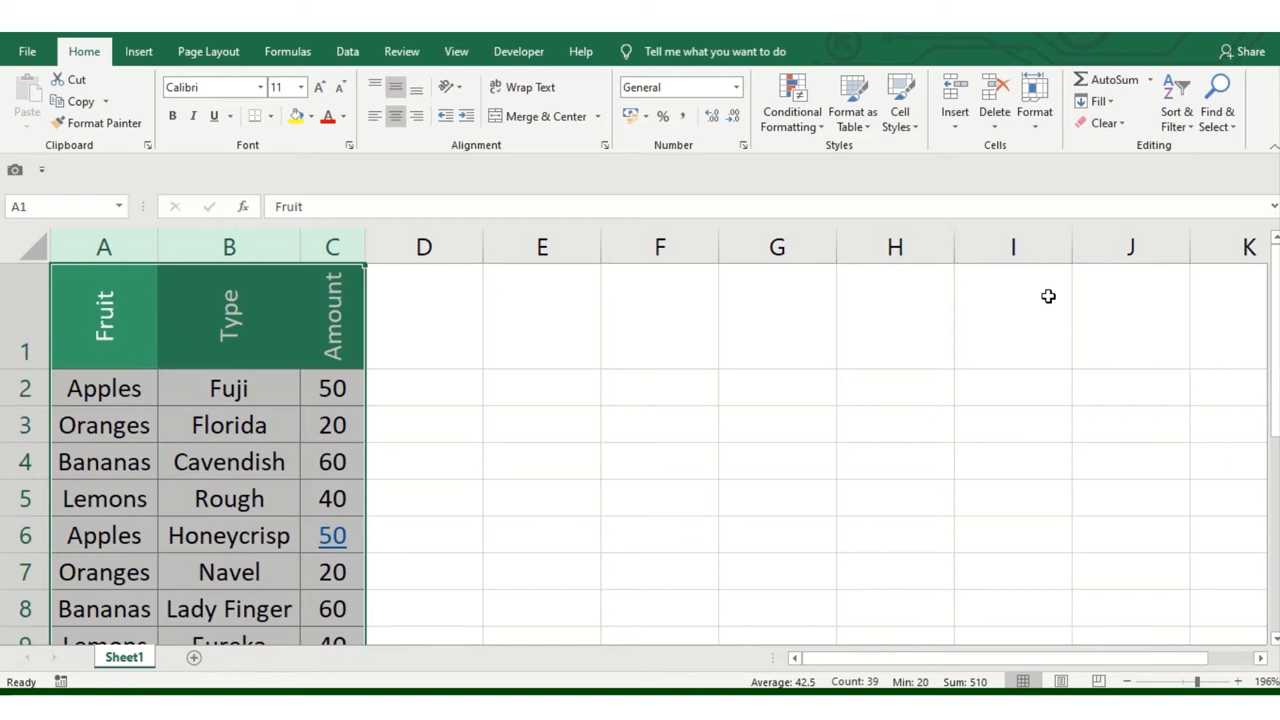 File Home Insert Page Layout Formulas Data Review View Developer Help Tell me what you want to do Share
Paste Cut Copy Format Painter Clipboard
Calibri 11 A A B I U A Font
ab Wrap Text Merge & Center Alignment
General % , .00 .0 Number
Conditional Formatting Format as Table Cell Styles Styles
Insert Delete Format Cells
AutoSum Fill Clear Sort & Filter Find & Select Editing
A1 fx Fruit
A B C D E F G H I J K
1 Fruit Type Amount
2 Apples Fuji 50
3 Oranges Florida 20
4 Bananas Cavendish 60
5 Lemons Rough 40
6 Apples Honeycrisp 50
7 Oranges Navel 20
8 Bananas Lady Finger 60
9 Lemons Eureka 40
Sheet1
Ready Average: 42.5 Count: 39 Min: 20 Sum: 510 196%